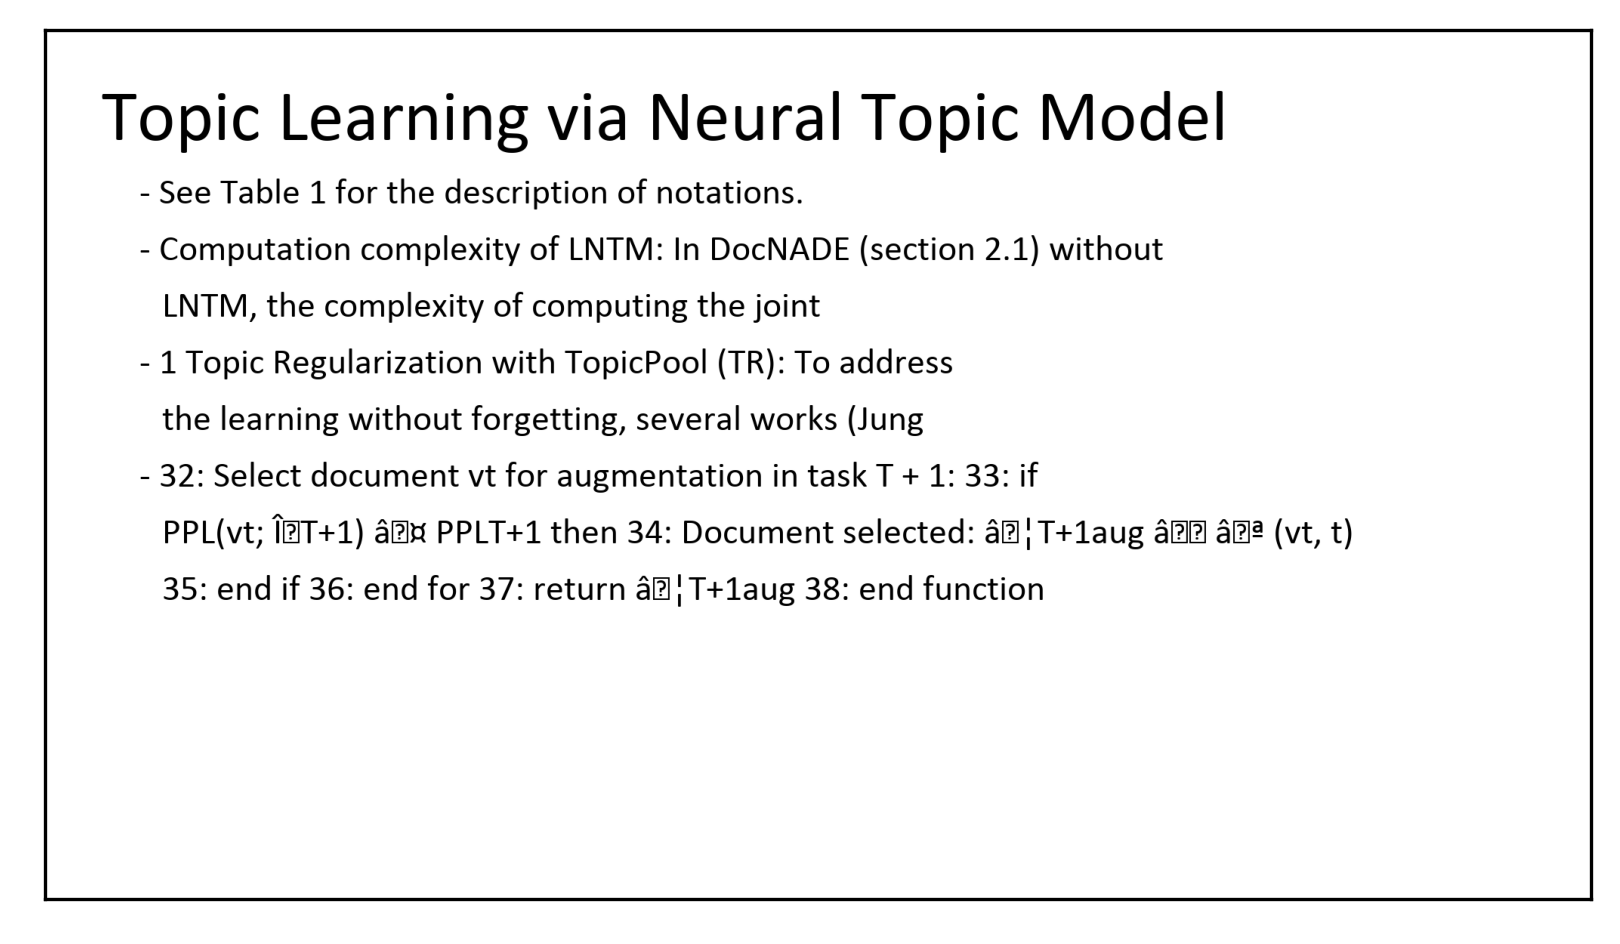 Topic Learning via Neural Topic Model
- See Table 1 for the description of notations.
- Computation complexity of LNTM: In DocNADE (section 2.1) without
LNTM, the complexity of computing the joint
- 1 Topic Regularization with TopicPool (TR): To address
the learning without forgetting, several works (Jung
- 32: Select document vt for augmentation in task T + 1: 33: if
PPL(vt; Î�T+1) â�¤ PPLT+1 then 34: Document selected: â�¦T+1aug â�� â�ª (vt, t)
35: end if 36: end for 37: return â�¦T+1aug 38: end function